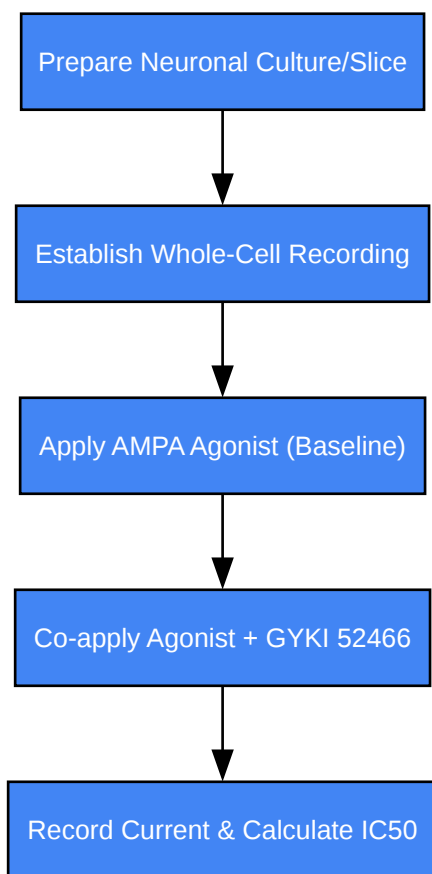 Prepare Neuronal Culture/Slice
Establish Whole-Cell Recording
Apply AMPA Agonist (Baseline)
Co-apply Agonist + GYKI 52466
Record Current & Calculate IC50